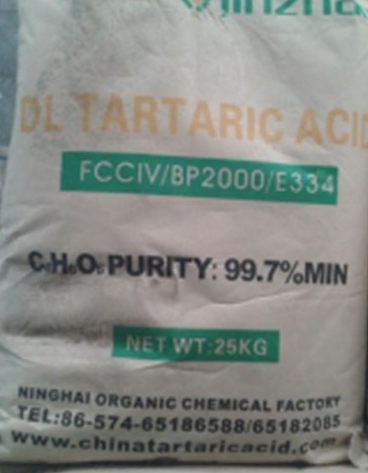 DL TARTARIC ACID
FCCIV/BP2000/E334
C₄H₆O₆ PURITY: 99.7%MIN
NET WT:25KG
NINGHAI ORGANIC CHEMICAL FACTORY
TEL:86-574-65186588/65182085
www.chinatartaricacid.com